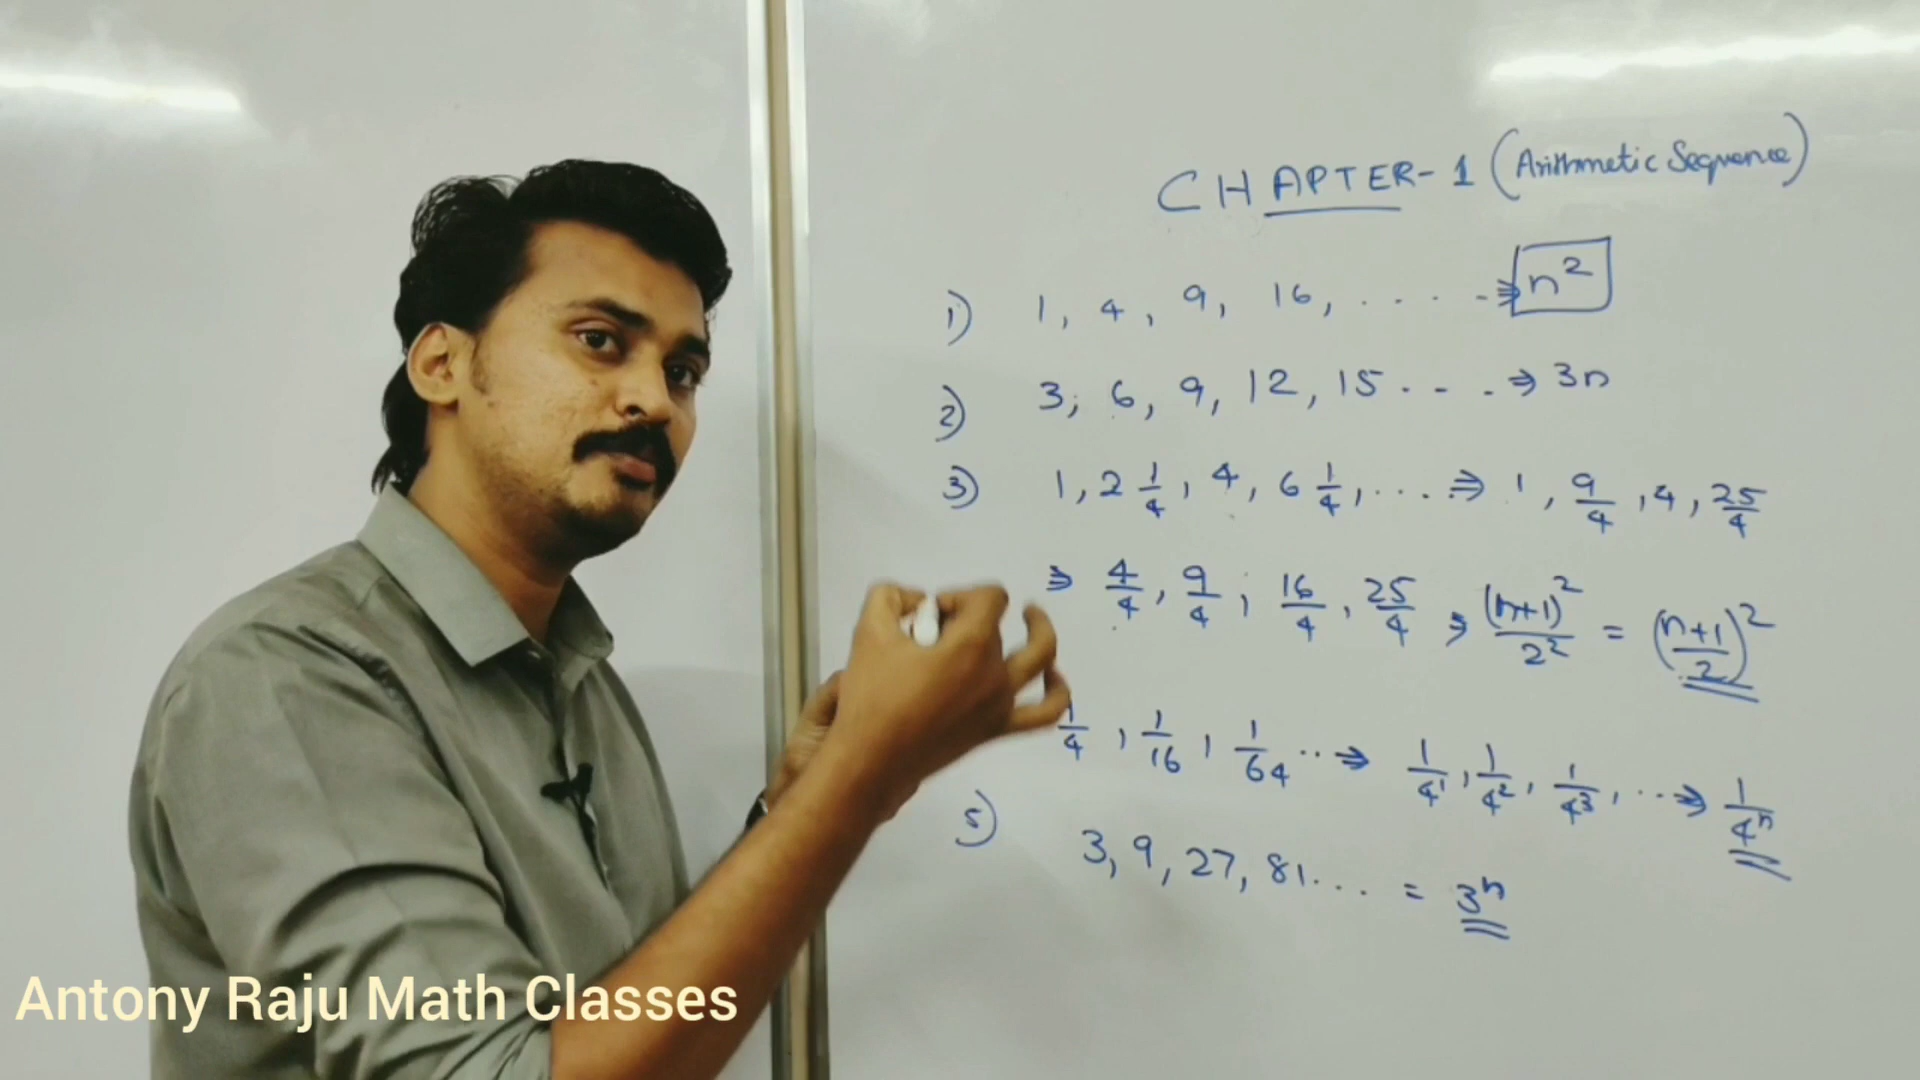 CHAPTER-1 (Arithmetic Sequence)
1) 1, 4, 9, 16, . . . . - ⇒ n²
2) 3, 6, 9, 12, 15 . - . ⇒ 3n
3) 1, 2 1/4, 4, 6 1/4, . . . . ⇒ 1, 9/4, 4, 25/4
⇒ 4/4, 9/4, 16/4, 25/4 ⇒ (n+1)²/2² = (n+1/2)²
1/4, 1/16, 1/64 .. ⇒ 1/4¹, 1/4², 1/4³, ... ⇒ 1/4ⁿ
5) 3, 9, 27, 81... = 3ⁿ
Antony Raju Math Classes